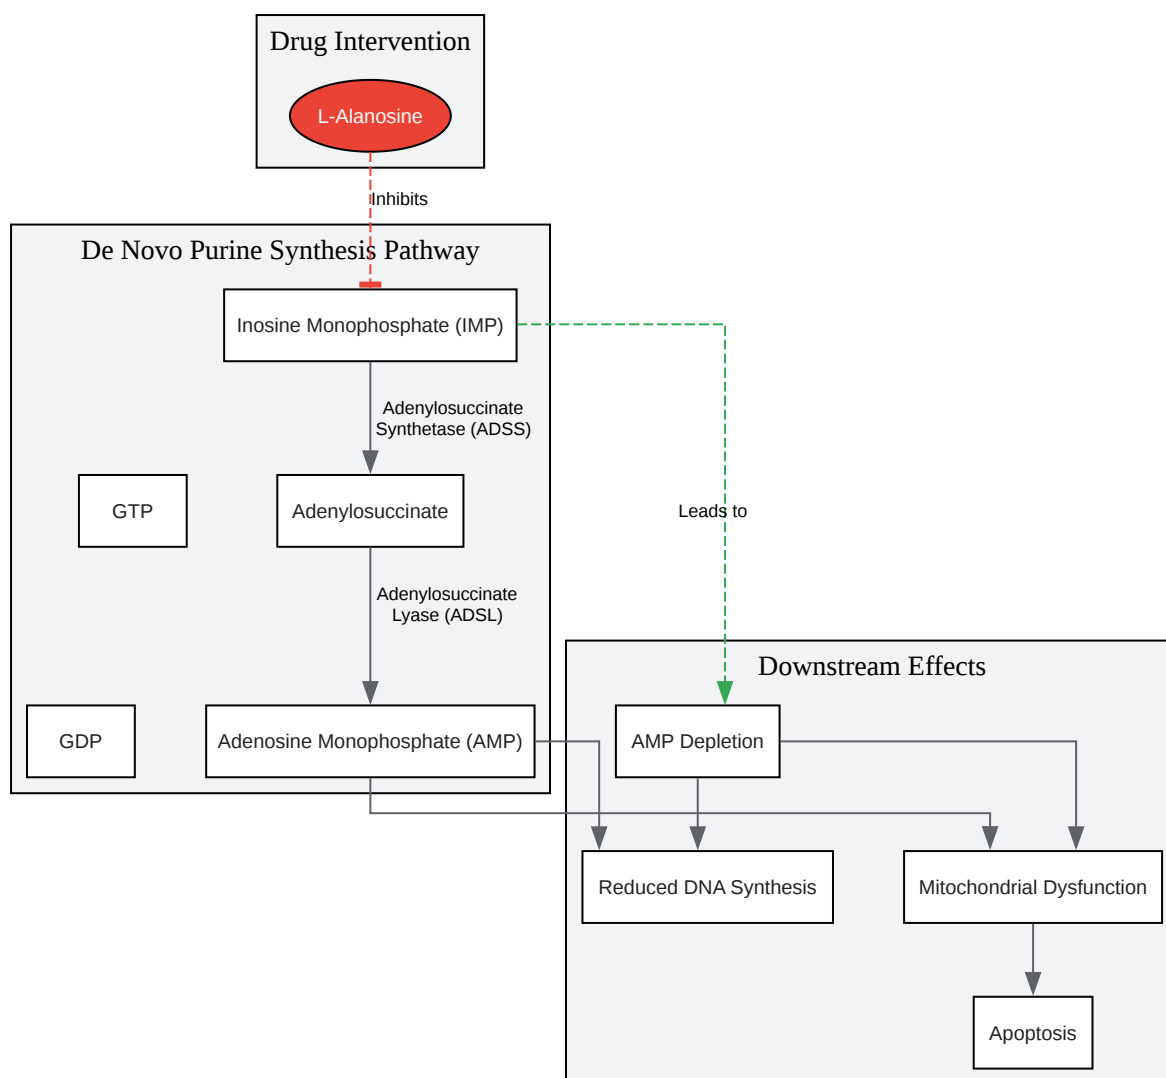 Drug Intervention
L-Alanosine
Inhibits
De Novo Purine Synthesis Pathway
Inosine Monophosphate (IMP)
Adenylosuccinate
Synthetase (ADSS)
GTP
Adenylosuccinate
Leads to
Adenylosuccinate
Lyase (ADSL)
Downstream Effects
GDP
Adenosine Monophosphate (AMP)
AMP Depletion
Reduced DNA Synthesis
Mitochondrial Dysfunction
Apoptosis